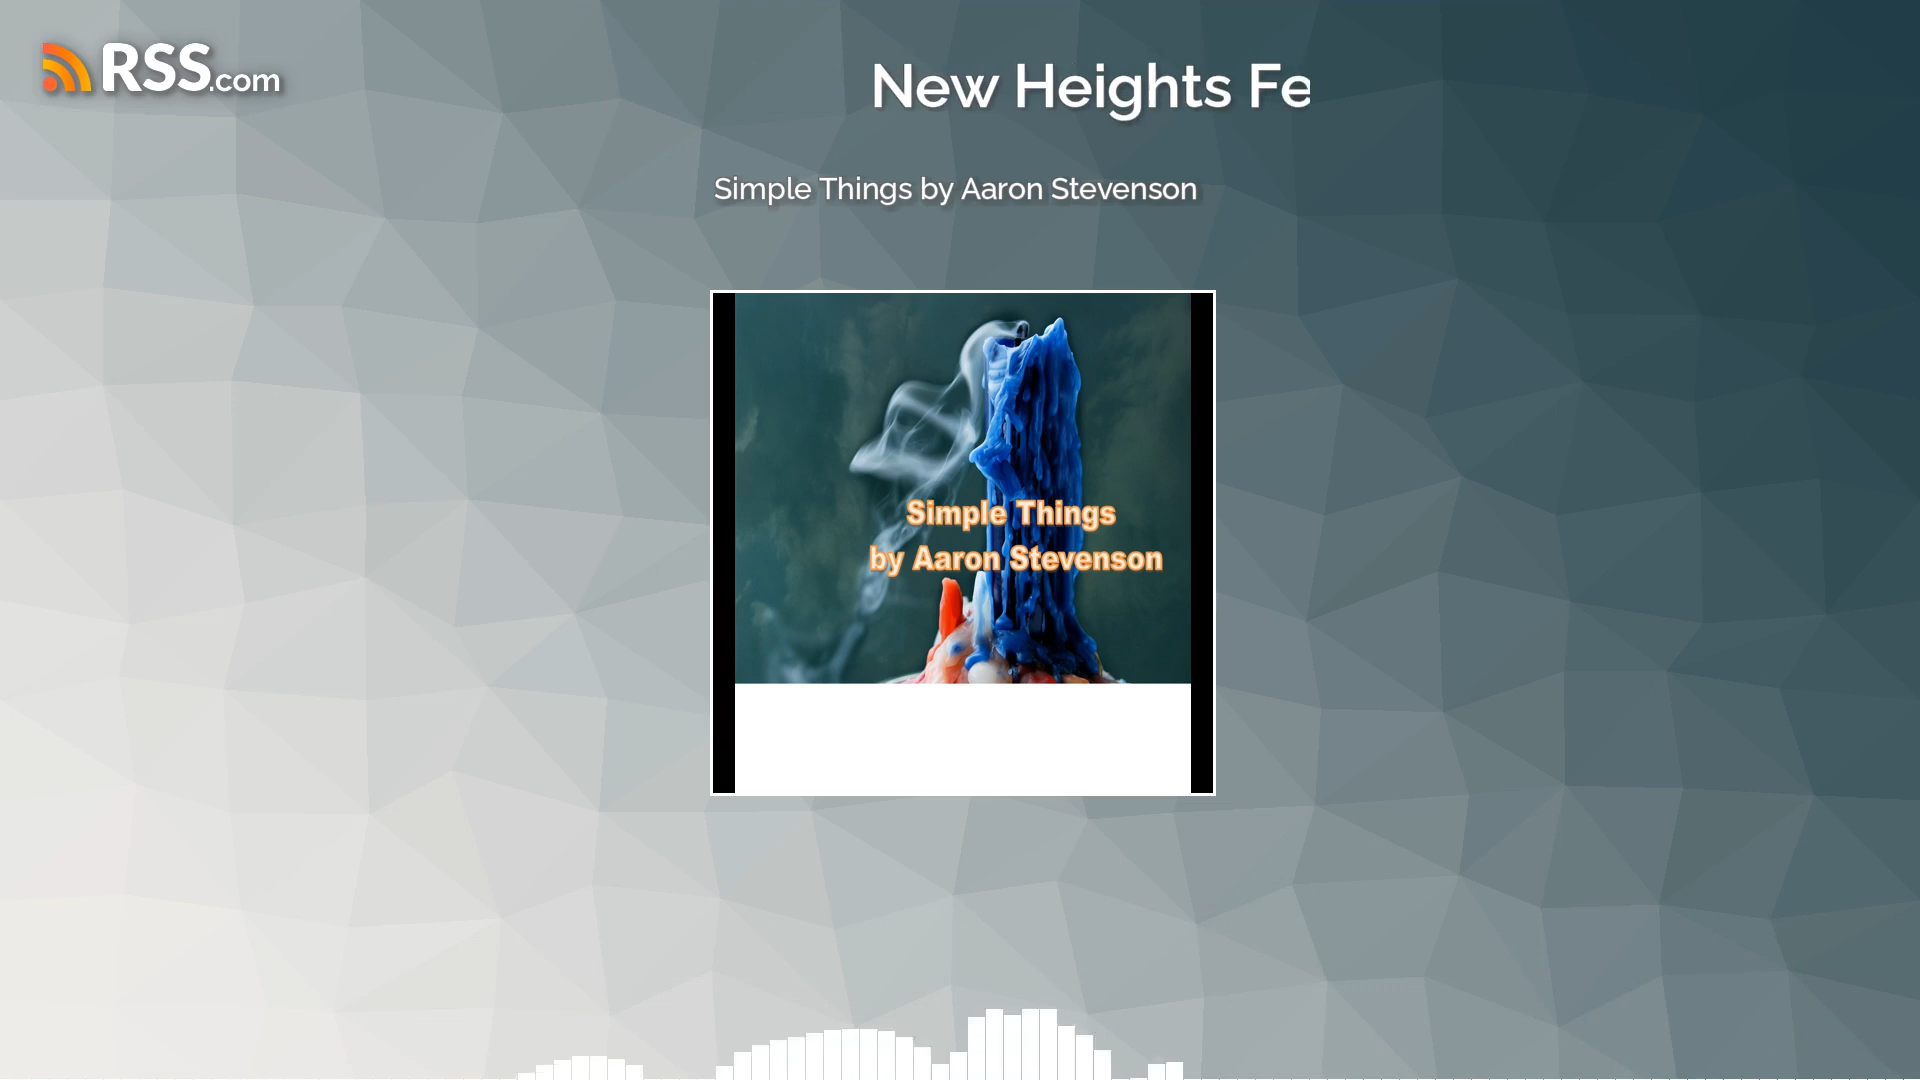 RSS.com
New Heights Fe
Simple Things by Aaron Stevenson
Simple Things
by Aaron Stevenson